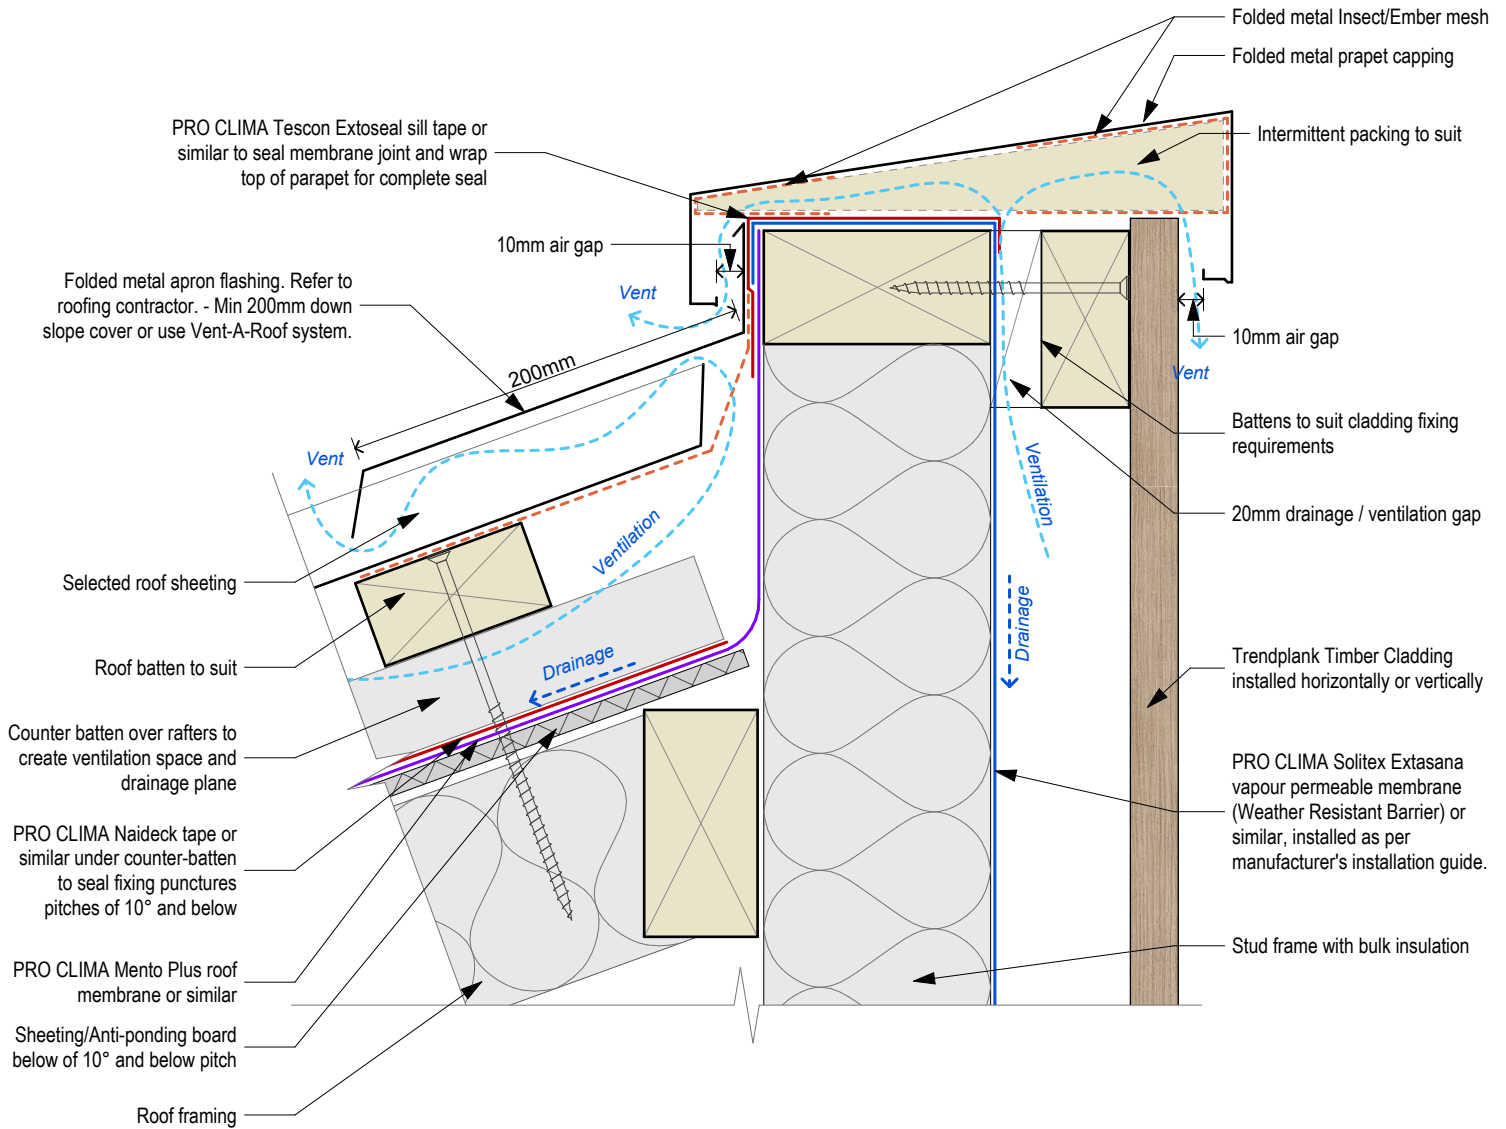 Folded metal Insect/Ember mesh
Folded metal prapet capping
PRO CLIMA Tescon Extoseal sill tape or
similar to seal membrane joint and wrap
top of parapet for complete seal
Intermittent packing to suit
10mm air gap
Folded metal apron flashing. Refer to
roofing contractor. - Min 200mm down
slope cover or use Vent-A-Roof system.
Vent
10mm air gap
200mm
Vent
Battens to suit cladding fixing
requirements
Vent
Ventilation
20mm drainage / ventilation gap
Ventilation
Selected roof sheeting
Drainage
Roof batten to suit
Drainage
Trendplank Timber Cladding
installed horizontally or vertically
Counter batten over rafters to
create ventilation space and
drainage plane
PRO CLIMA Solitex Extasana
vapour permeable membrane
(Weather Resistant Barrier) or
similar, installed as per
manufacturer's installation guide.
PRO CLIMA Naideck tape or
similar under counter-batten
to seal fixing punctures
pitches of 10° and below
Stud frame with bulk insulation
PRO CLIMA Mento Plus roof
membrane or similar
Sheeting/Anti-ponding board
below of 10° and below pitch
Roof framing